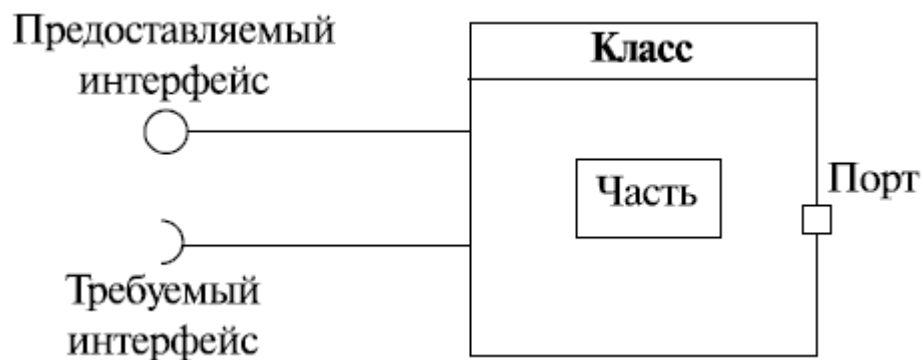 Предоставляемый
интерфейс
Класс
Часть
Порт
Требуемый
интерфейс